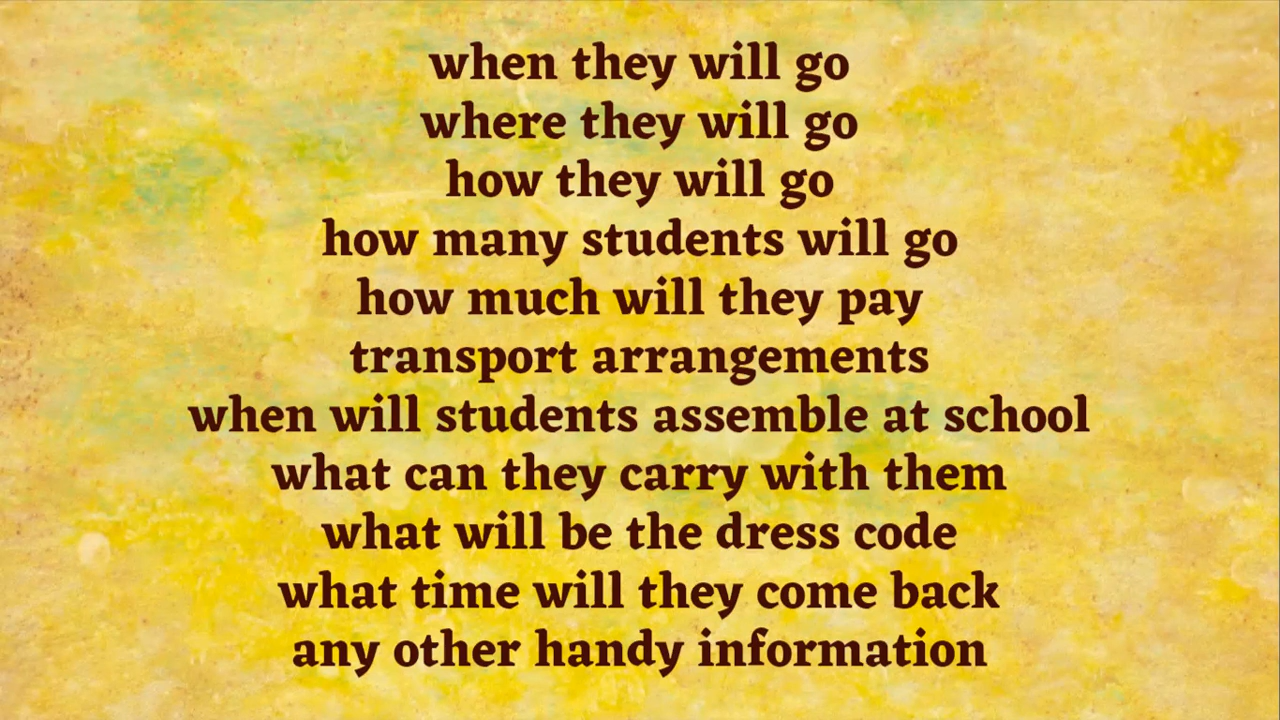 when they will go
where they will go
how they will go
how many students will go
how much will they pay
transport arrangements
when will students assemble at school
what can they carry with them
what will be the dress code
what time will they come back
any other handy information